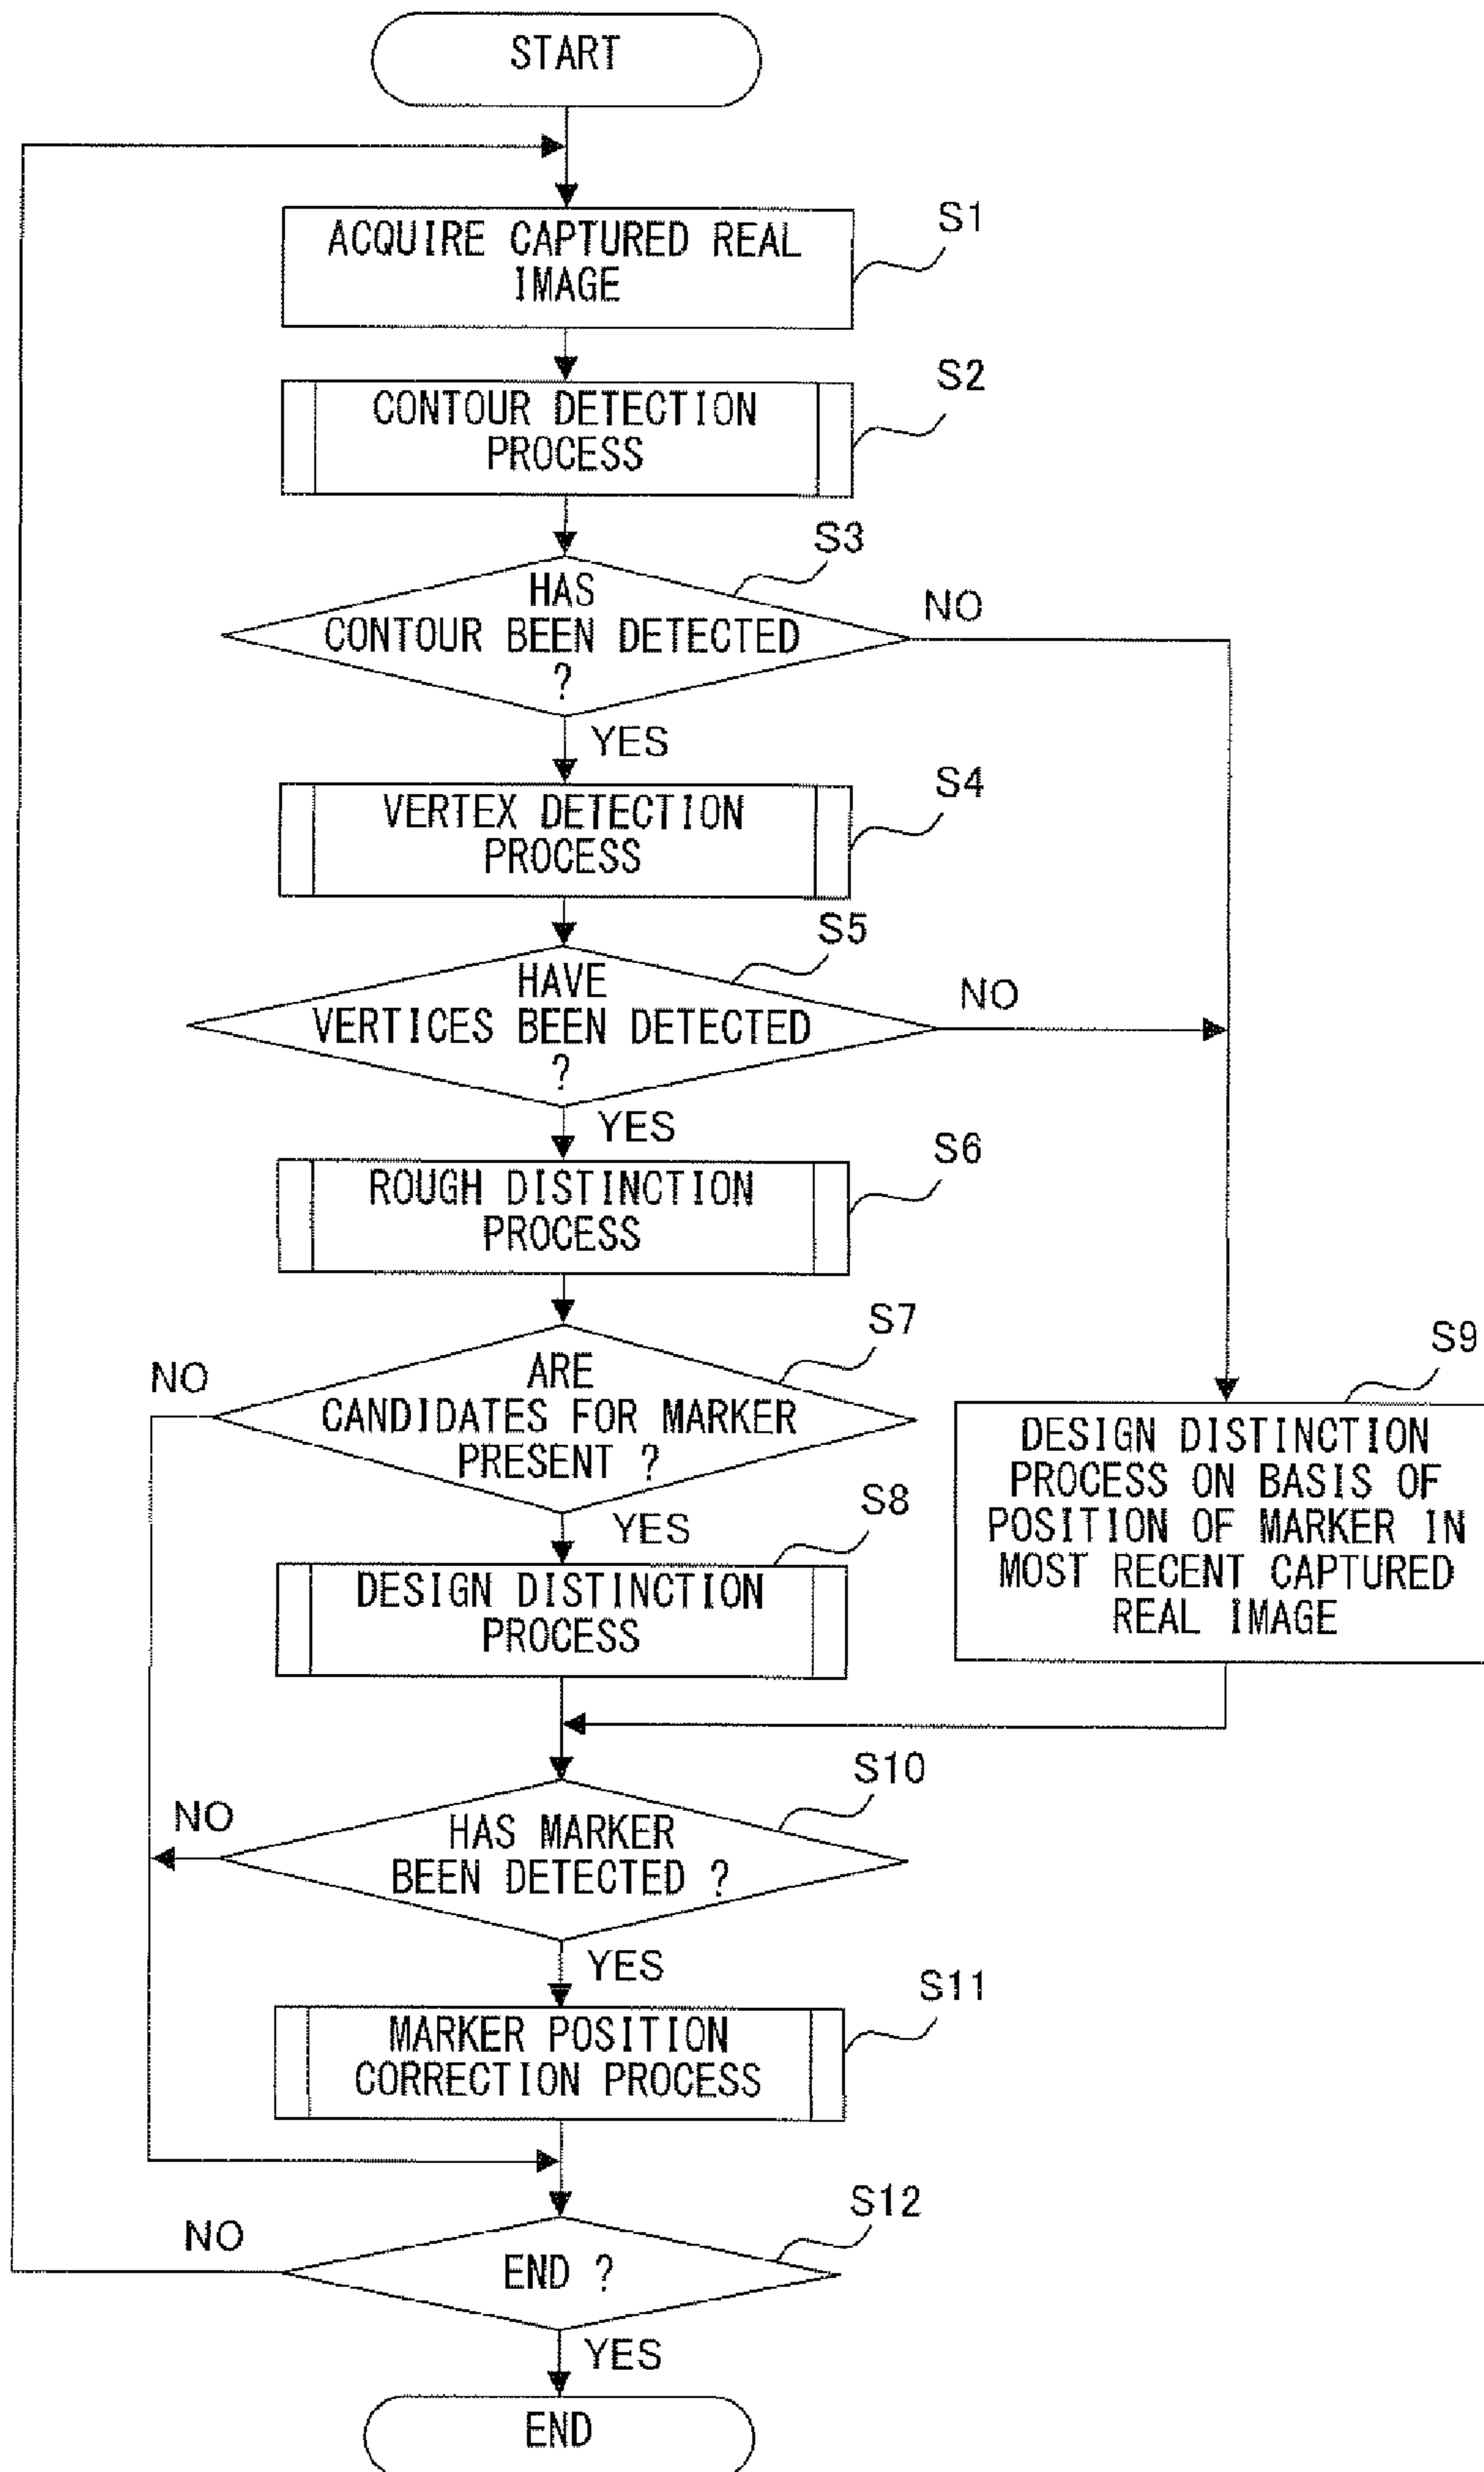 START
S1
ACQUIRE CAPTURED REAL
IMAGE
S2
CONTOUR DETECTION
PROCESS
S3
HAS
CONTOUR BEEN DETECTED
?
NO
YES
S4
VERTEX DETECTION
PROCESS
S5
HAVE
VERTICES BEEN DETECTED
?
NO
YES
S6
ROUGH DISTINCTION
PROCESS
S7
ARE
CANDIDATES FOR MARKER
PRESENT ?
NO
YES
S8
DESIGN DISTINCTION
PROCESS
S9
DESIGN DISTINCTION
PROCESS ON BASIS OF
POSITION OF MARKER IN
MOST RECENT CAPTURED
REAL IMAGE
S10
HAS MARKER
BEEN DETECTED ?
NO
YES
S11
MARKER POSITION
CORRECTION PROCESS
S12
END ?
NO
YES
END